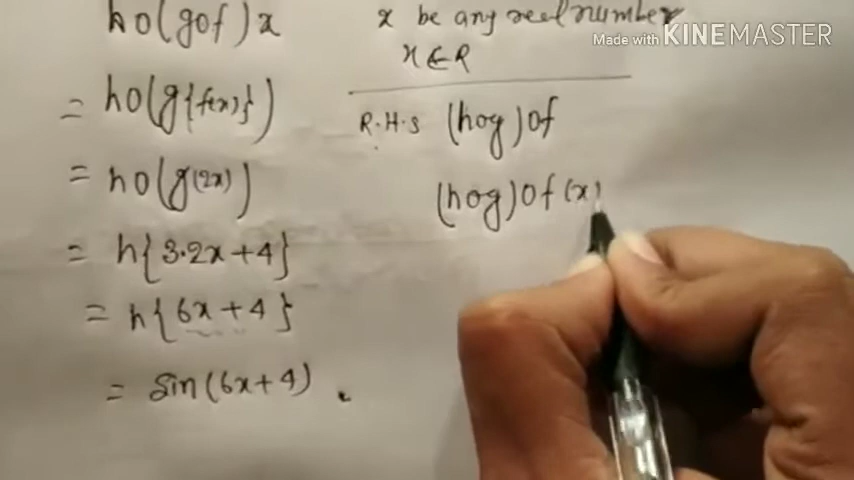 ho(gof)x
= ho(g{f(x)})
= ho(g(2x))
= h{3·2x+4}
= h{6x+4}
= Sin(6x+4).
x be any real number
x ∈ R
R.H.S (hog)of
(hog)of(x)
Made with KINEMASTER